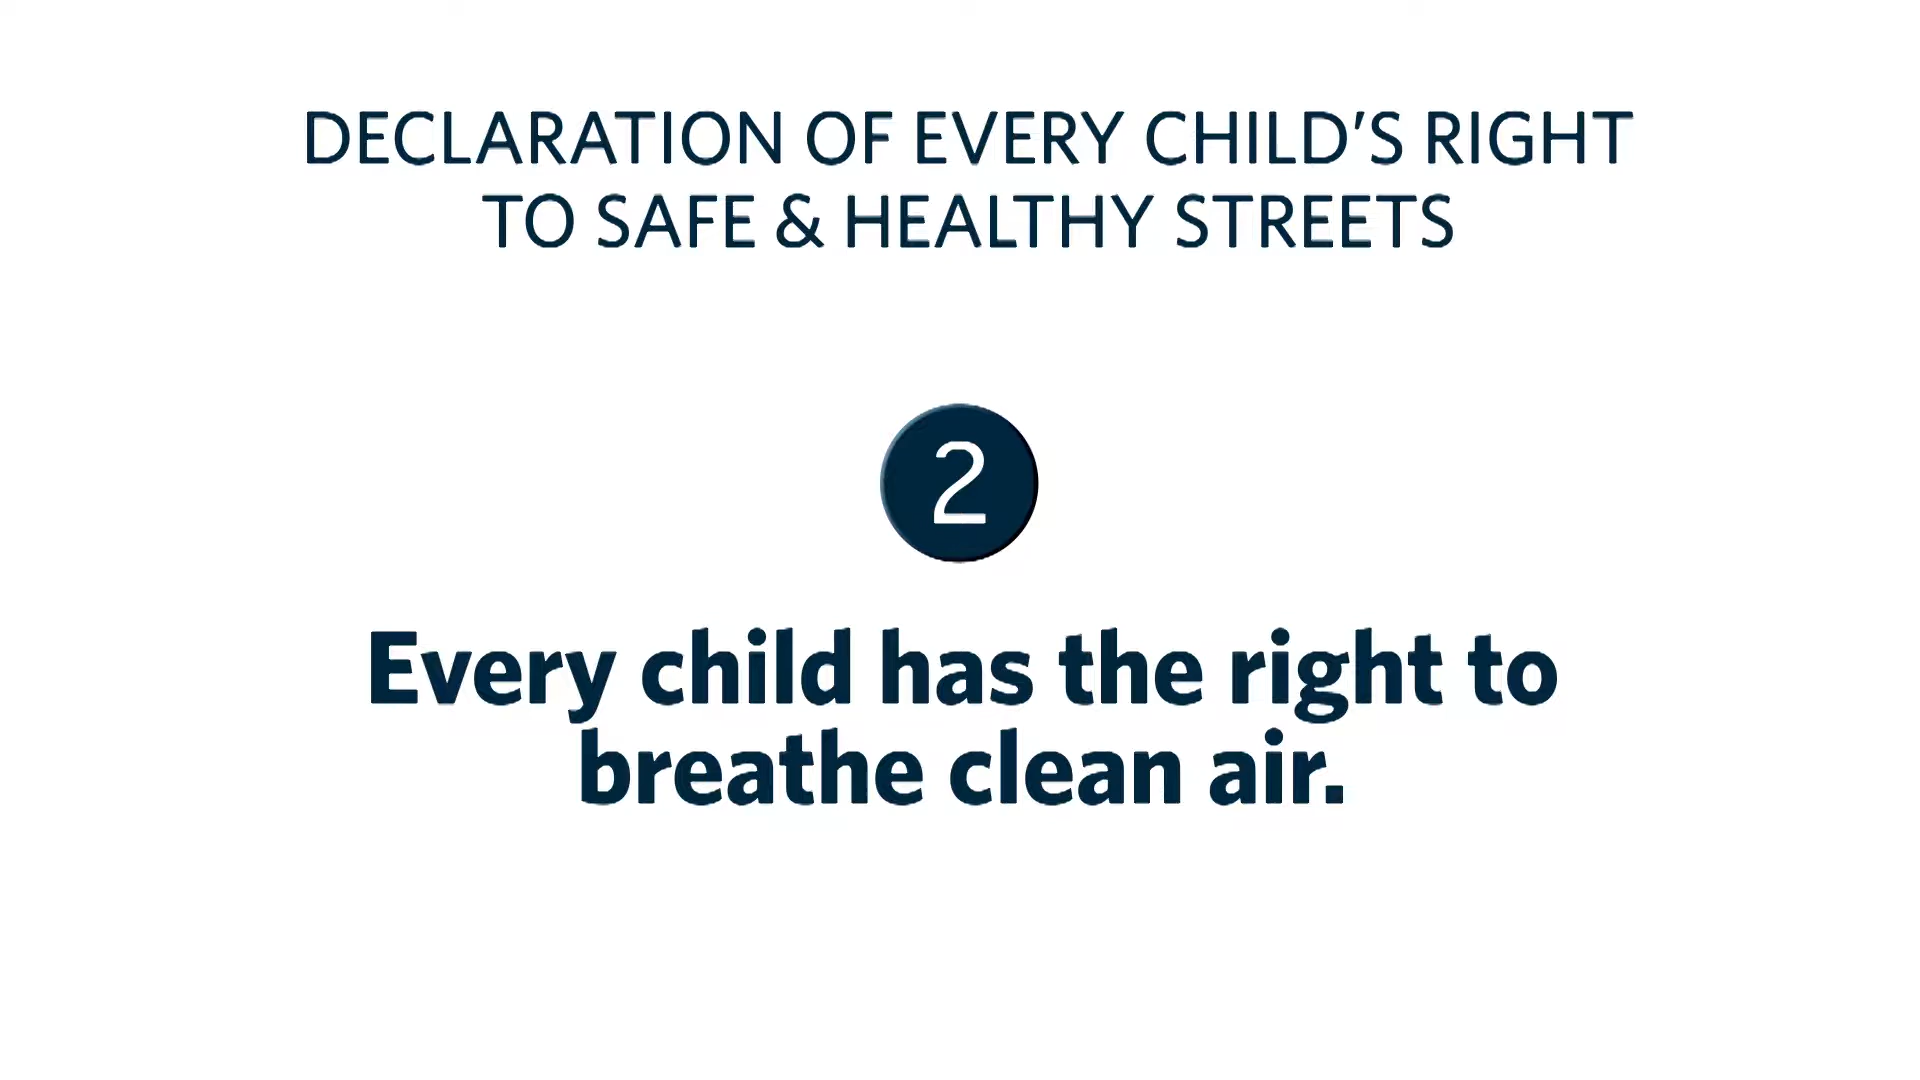 DECLARATION OF EVERY CHILD’S RIGHT
TO SAFE & HEALTHY STREETS
2
Every child has the right to
breathe clean air.